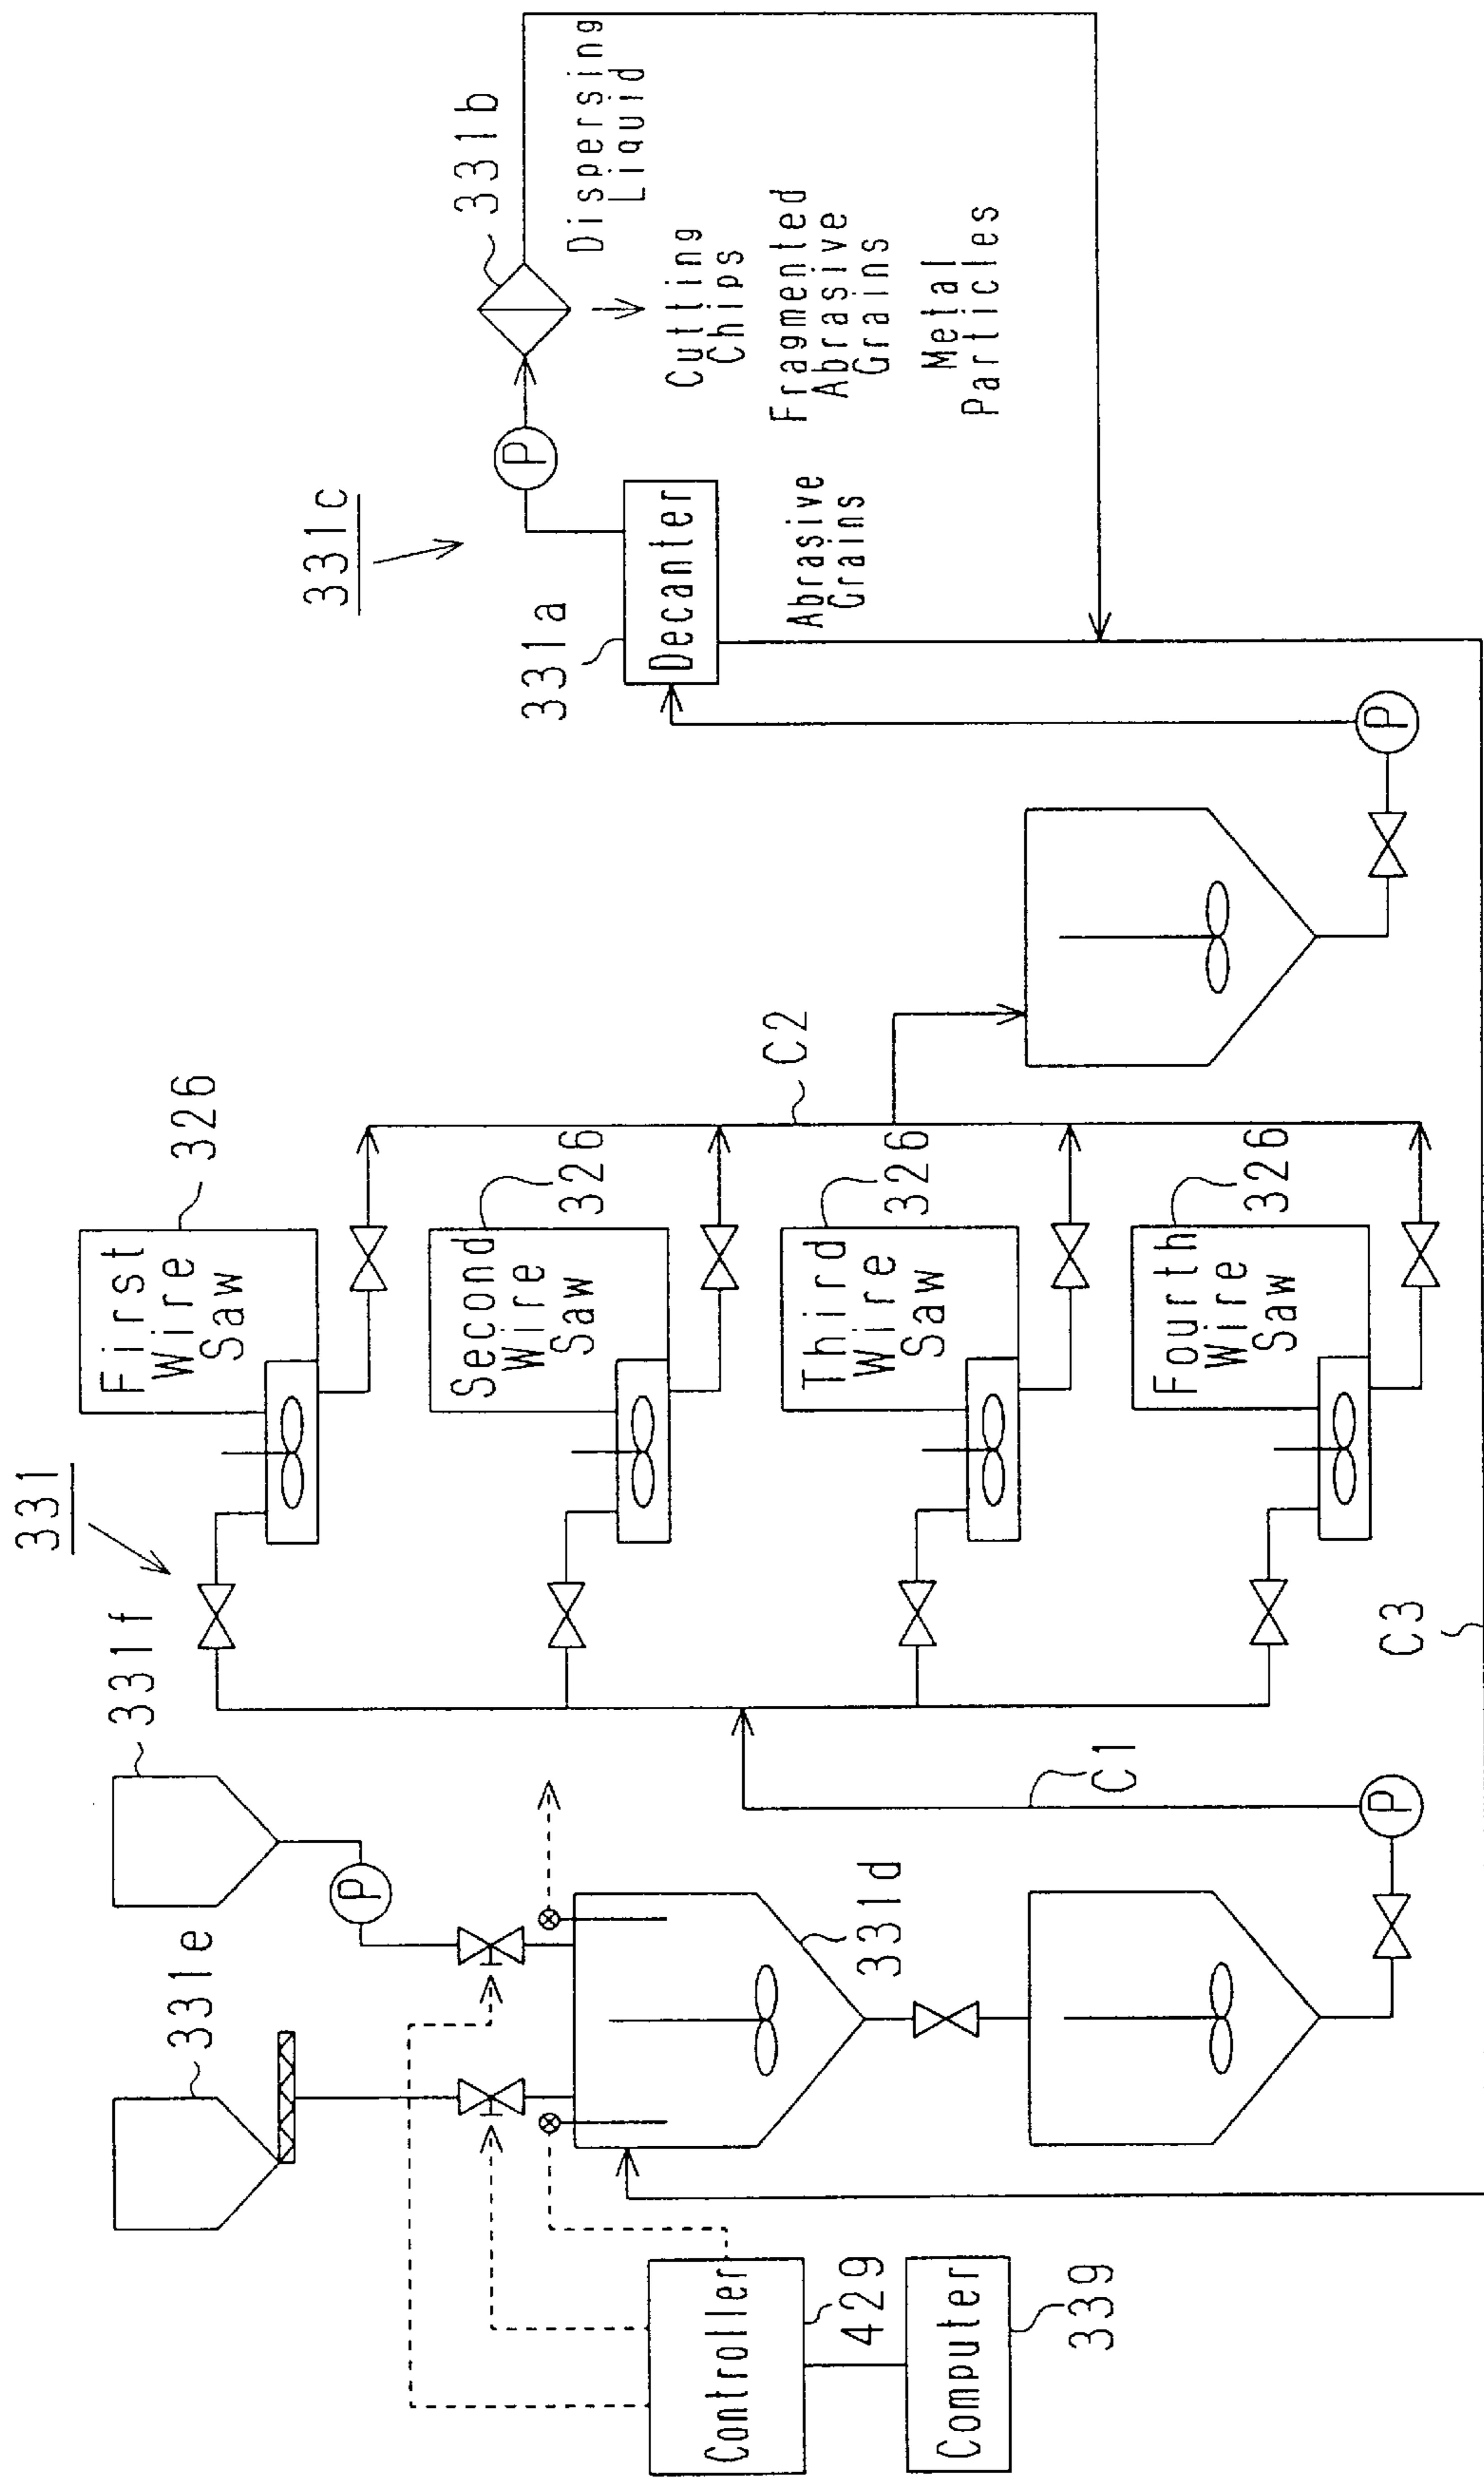 331
331c
331e
331f
First
Wire
Saw
326
Second
Wire
Saw
326
Third
Wire
Saw
326
Fourth
Wire
Saw
326
C2
331a
Decanter
P
331b
Dispersing
Liquid
Cutting
Chips
Fragmented
Abrasive
Grains
Metal
Particles
Abrasive
Grains
P
P
331d
C1
P
C3
Controller
429
Computer
339